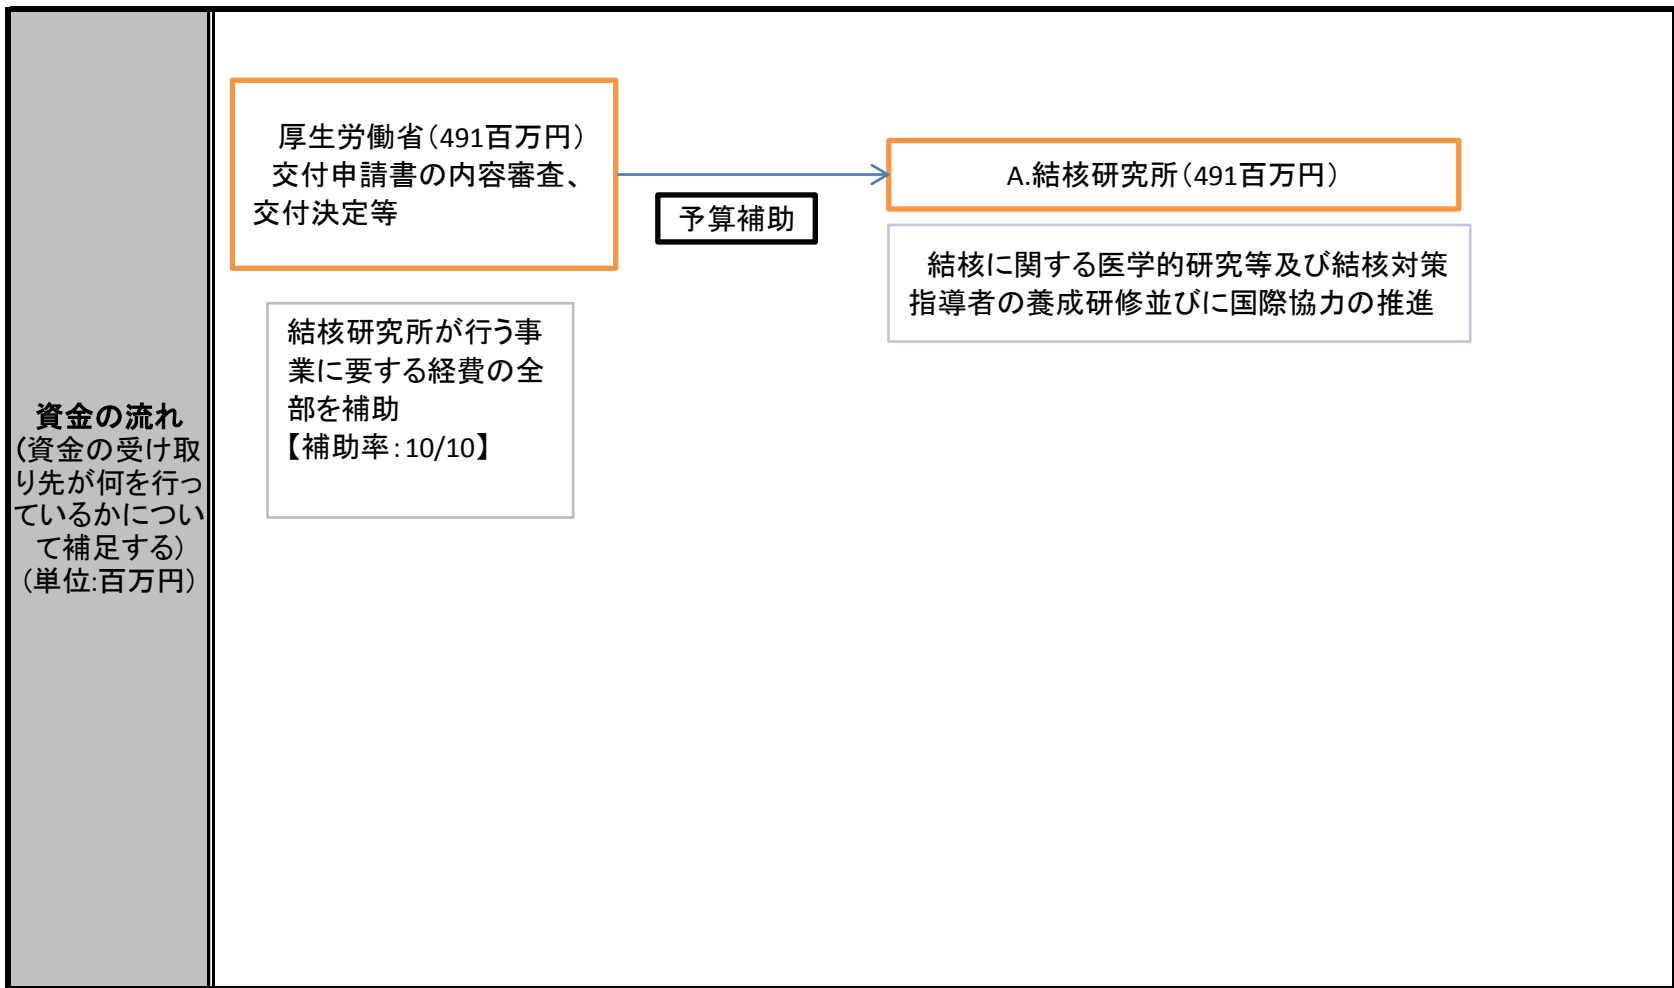 資金の流れ
(資金の受け取
り先が何を行っ
ているかについ
て補足する)
(単位:百万円)
厚生労働省(491百万円)
交付申請書の内容審査、
交付決定等
予算補助
A.結核研究所(491百万円)
結核に関する医学的研究等及び結核対策
指導者の養成研修並びに国際協力の推進
結核研究所が行う事
業に要する経費の全
部を補助
【補助率:10/10】